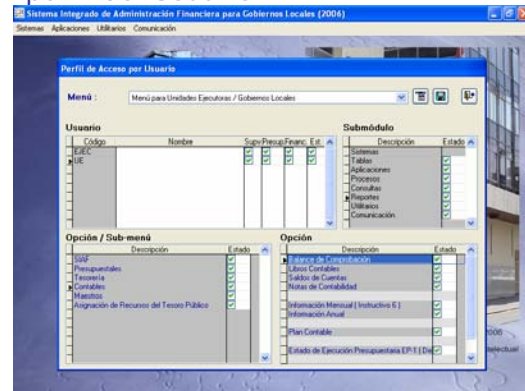 Sistema Integrado de Administración Financiera para Gobiernos Locales (2006)
Sistemas Aplicaciones Utilitarios Comunicación
Perfil de Acceso por Usuario
Menú : Menú para Unidades Ejecutoras / Gobiernos Locales
Usuario
Código Nombre Supv Presup Financ. Est.
EJEC
UE
Submódulo
Descripción Estado
Sistemas
Tablas
Aplicaciones
Procesos
Consultas
Reportes
Utilitarios
Comunicación
Opción / Sub-menú
Descripción Estado
SIAF
Presupuestales
Tesorería
Contables
Maestros
Asignación de Recursos del Tesoro Público
Opción
Descripción Estado
Balance de Comprobación
Libros Contables
Saldos de Cuentas
Notas de Contabilidad
Información Mensual ( Instructivo 6 )
Información Anual
Plan Contable
Estado de Ejecución Presupuestaria EP-1 ( De
2006
telectual